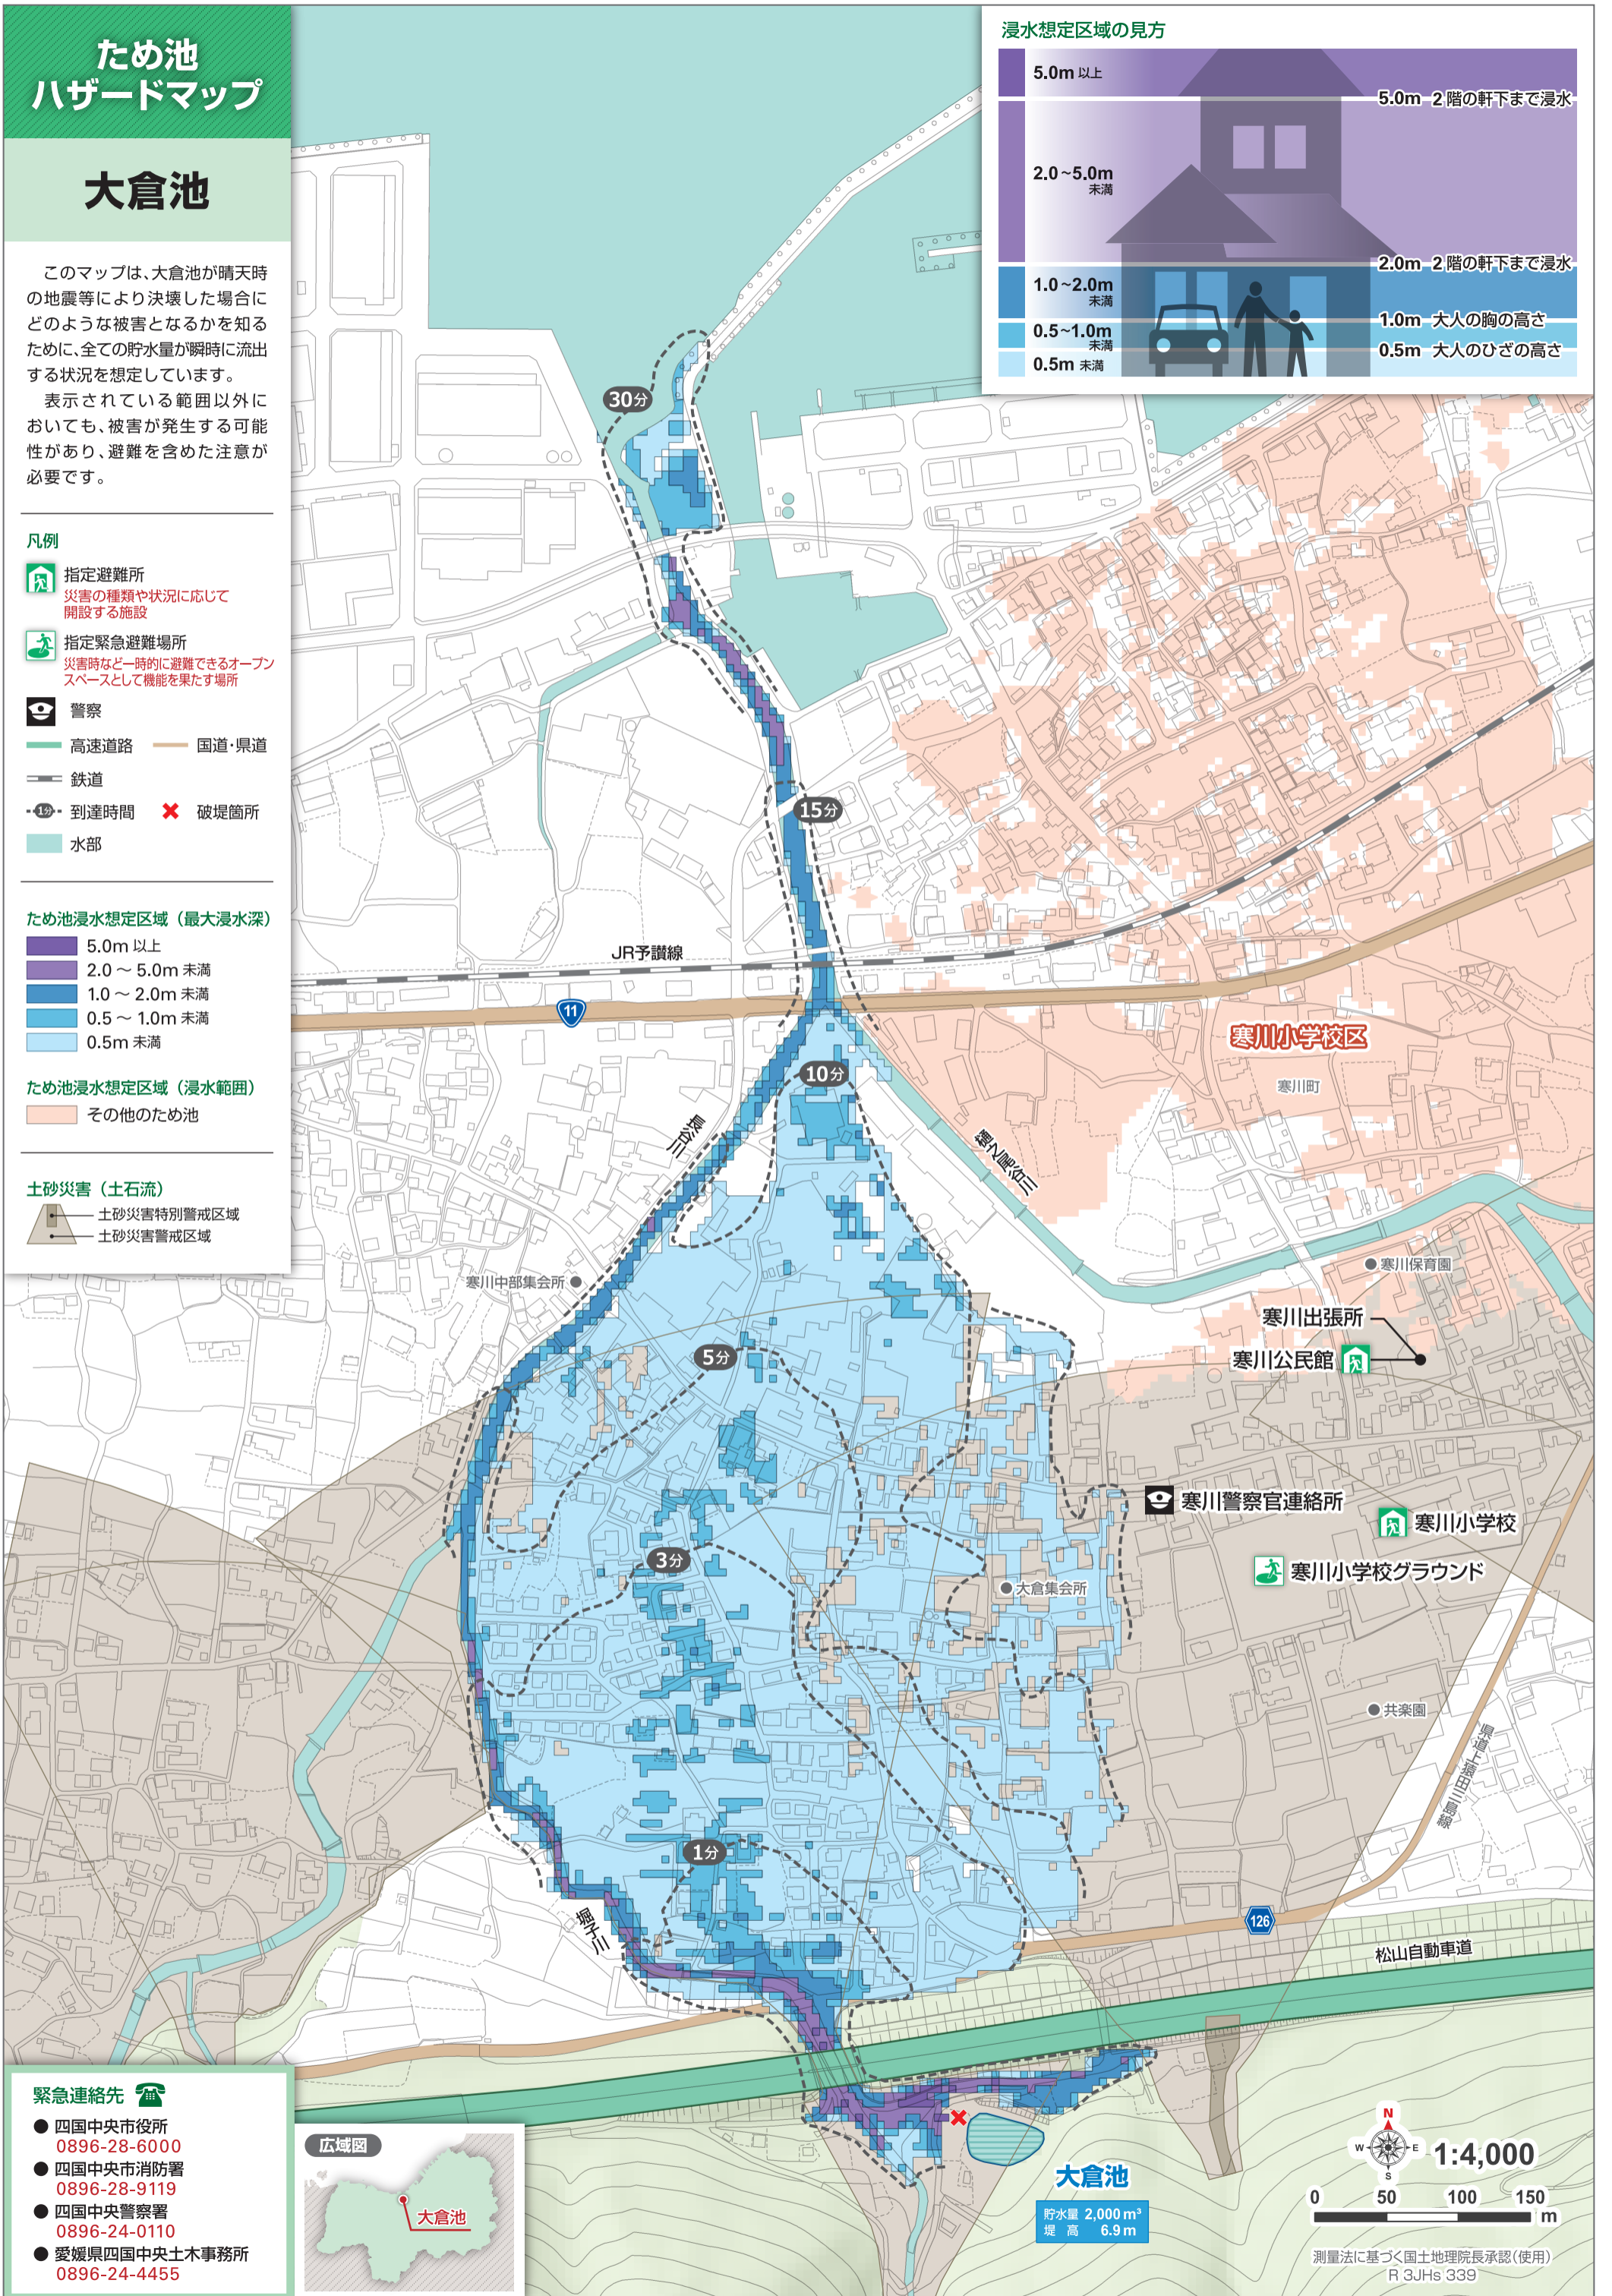 ため池
ハザードマップ
大倉池
このマップは、大倉池が晴天時
の地震等により決壊した場合に
どのような被害となるかを知る
ために、全ての貯水量が瞬時に流出
する状況を想定しています。
表示されている範囲以外に
おいても、被害が発生する可能
性があり、避難を含めた注意が
必要です。
凡例
指定避難所
災害の種類や状況に応じて
開設する施設
指定緊急避難場所
災害時など一時的に避難できるオープン
スペースとして機能を果たす場所
警察
高速道路 国道・県道
鉄道
1分 到達時間 破堤箇所
水部
ため池浸水想定区域（最大浸水深）
5.0m 以上
2.0 ～ 5.0m 未満
1.0 ～ 2.0m 未満
0.5 ～ 1.0m 未満
0.5m 未満
ため池浸水想定区域（浸水範囲）
その他のため池
土砂災害（土石流）
土砂災害特別警戒区域
土砂災害警戒区域
浸水想定区域の見方
5.0m 以上
5.0m 2階の軒下まで浸水
2.0~5.0m
未満
2.0m 2階の軒下まで浸水
1.0~2.0m
未満
1.0m 大人の胸の高さ
0.5~1.0m
未満
0.5m 大人のひざの高さ
0.5m 未満
30分
15分
JR予讃線
11
寒川小学校区
寒川町
10分
長谷川
樋之尾谷川
寒川中部集会所
寒川保育園
寒川出張所
寒川公民館
5分
寒川警察官連絡所
寒川小学校
寒川小学校グラウンド
3分
大倉集会所
共楽園
県道上猿田三島線
1分
堀子川
126
松山自動車道
大倉池
貯水量 2,000m³
堤 高 6.9m
緊急連絡先
● 四国中央市役所
0896-28-6000
● 四国中央市消防署
0896-28-9119
● 四国中央警察署
0896-24-0110
● 愛媛県四国中央土木事務所
0896-24-4455
広域図
大倉池
N
W E
S
1:4,000
0 50 100 150
m
測量法に基づく国土地理院長承認（使用）
R 3JHs 339